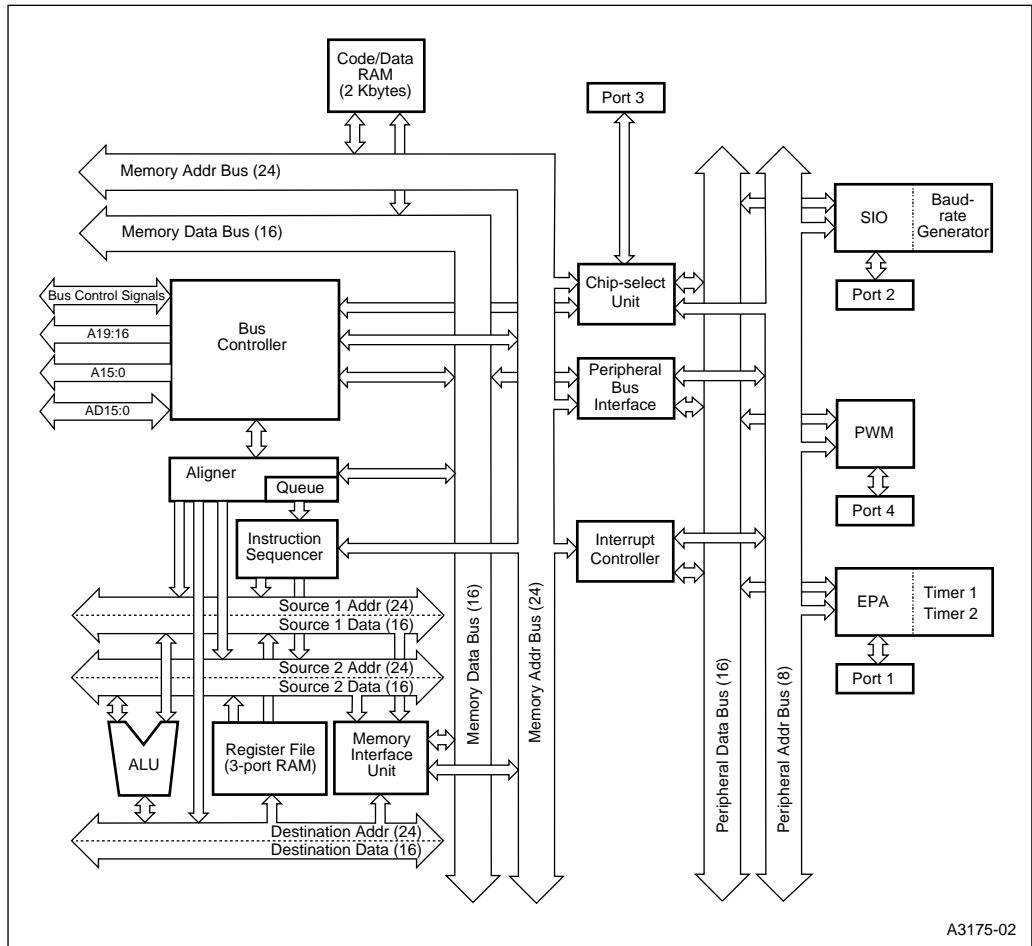 Code/Data
RAM
(2 Kbytes)
Port 3
Memory Addr Bus (24)
Memory Data Bus (16)
SIO
Baud-
rate
Generator
Port 2
Chip-select
Unit
Bus Control Signals
A19:16
A15:0
AD15:0
Bus
Controller
Peripheral
Bus
Interface
PWM
Port 4
Aligner
Queue
Instruction
Sequencer
Interrupt
Controller
EPA
Timer 1
Timer 2
Port 1
Source 1 Addr (24)
Source 1 Data (16)
Source 2 Addr (24)
Source 2 Data (16)
Memory Data Bus (16)
Memory Addr Bus (24)
Peripheral Data Bus (16)
Peripheral Addr Bus (8)
ALU
Register File
(3-port RAM)
Memory
Interface
Unit
Destination Addr (24)
Destination Data (16)
A3175-02